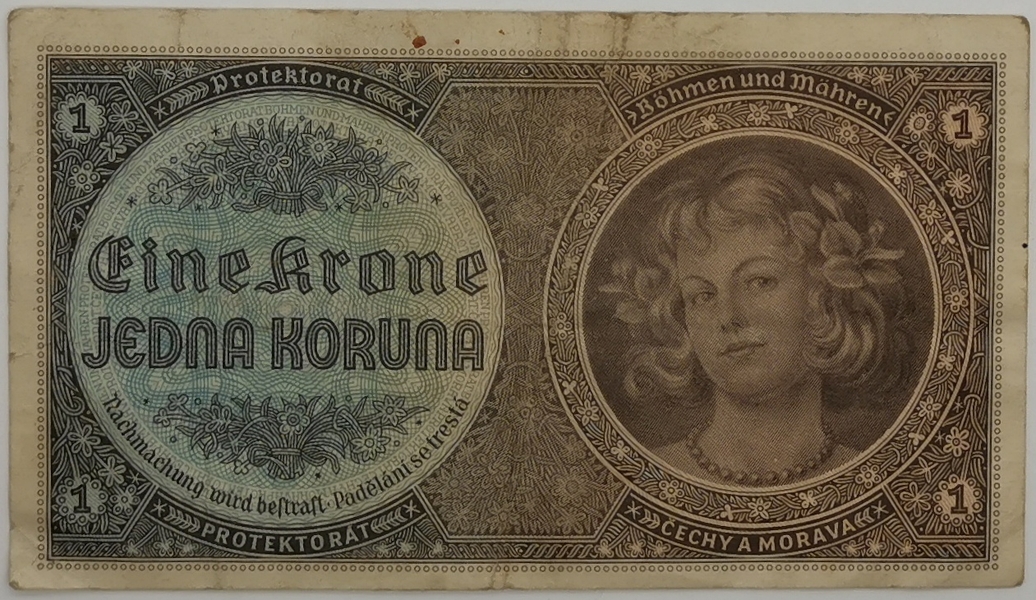 Protektorat
Böhmen und Mähren
1
1
Eine Krone
JEDNA KORUNA
Nachmachung wird bestraft. Padělání se trestá
1
1
PROTEKTORÁT
ČECHY A MORAVA